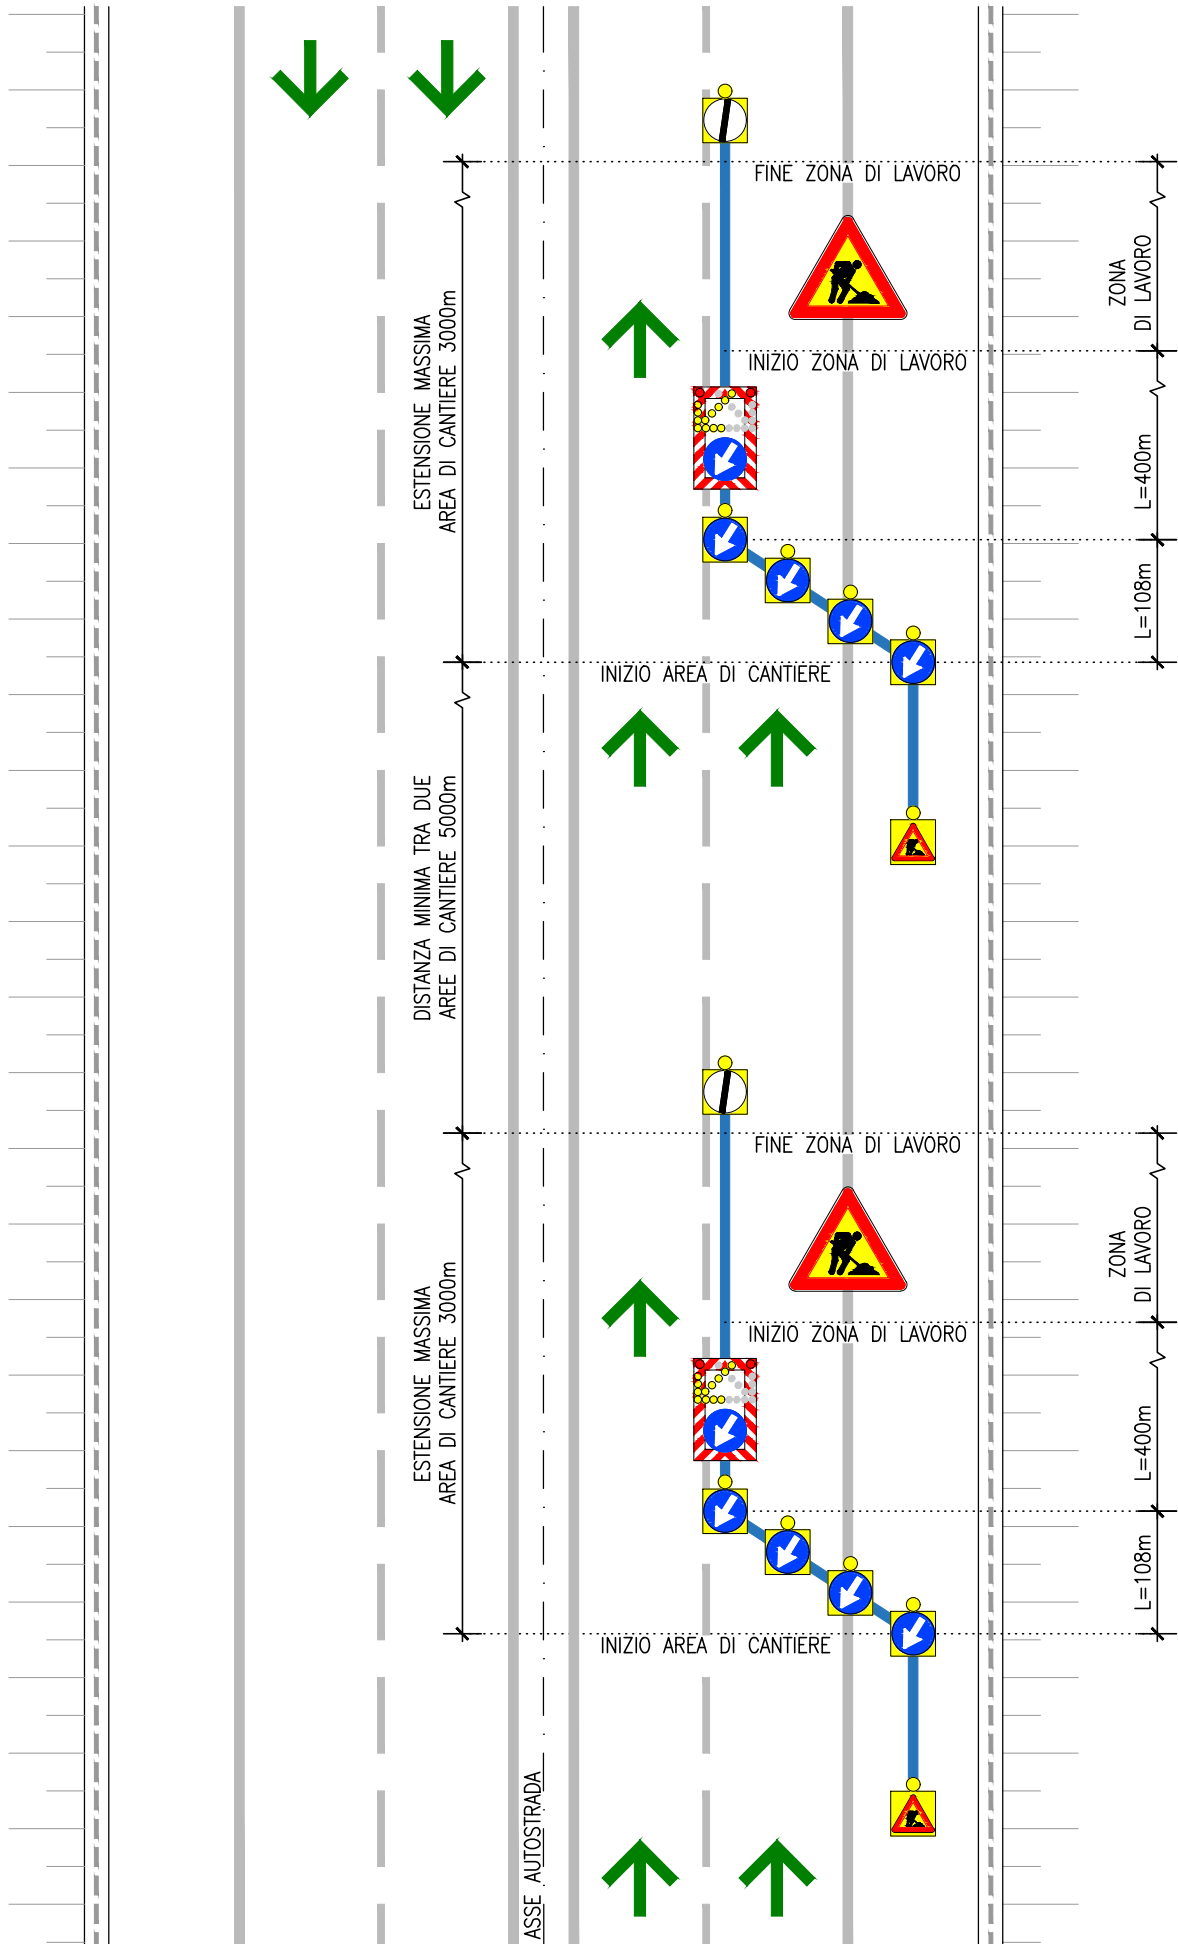 FINE ZONA DI LAVORO
ZONA
DI LAVORO
ESTENSIONE MASSIMA
AREA DI CANTIERE 3000m
INIZIO ZONA DI LAVORO
L=400m
L=108m
INIZIO AREA DI CANTIERE
DISTANZA MINIMA TRA DUE
AREE DI CANTIERE 5000m
FINE ZONA DI LAVORO
ZONA
DI LAVORO
ESTENSIONE MASSIMA
AREA DI CANTIERE 3000m
INIZIO ZONA DI LAVORO
L=400m
L=108m
INIZIO AREA DI CANTIERE
ASSE AUTOSTRADA